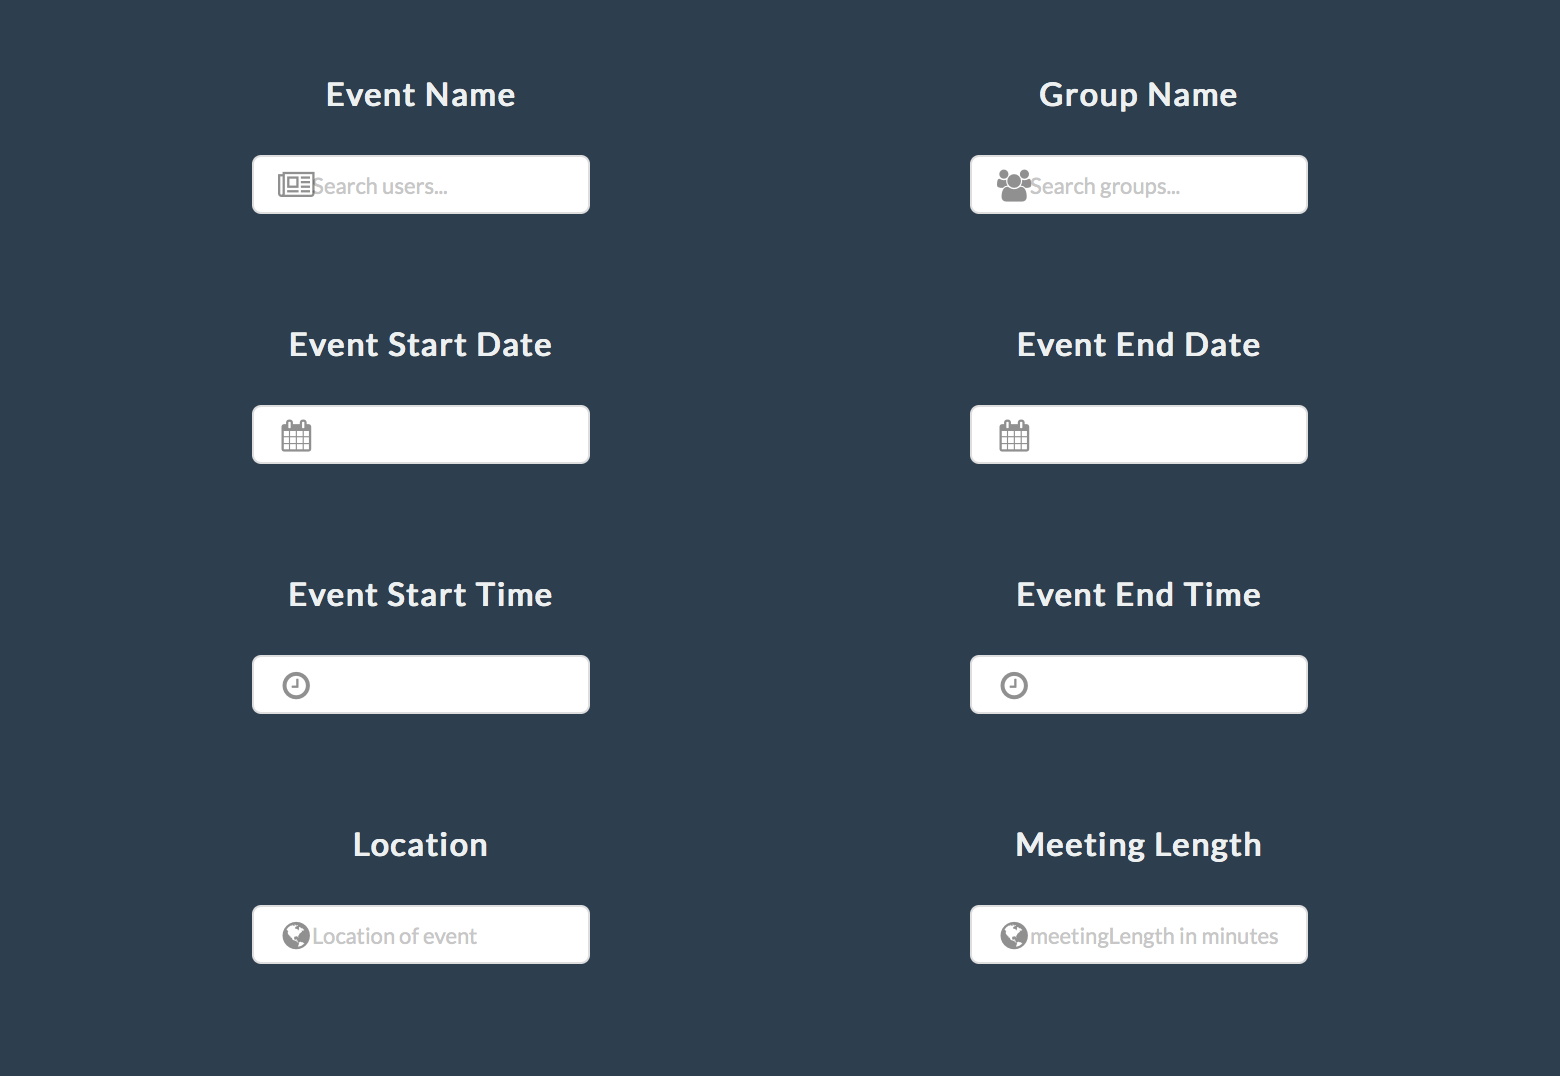 Event Name
Group Name
Search users...
Search groups...
Event Start Date
Event End Date
Event Start Time
Event End Time
Location
Meeting Length
Location of event
meetingLength in minutes